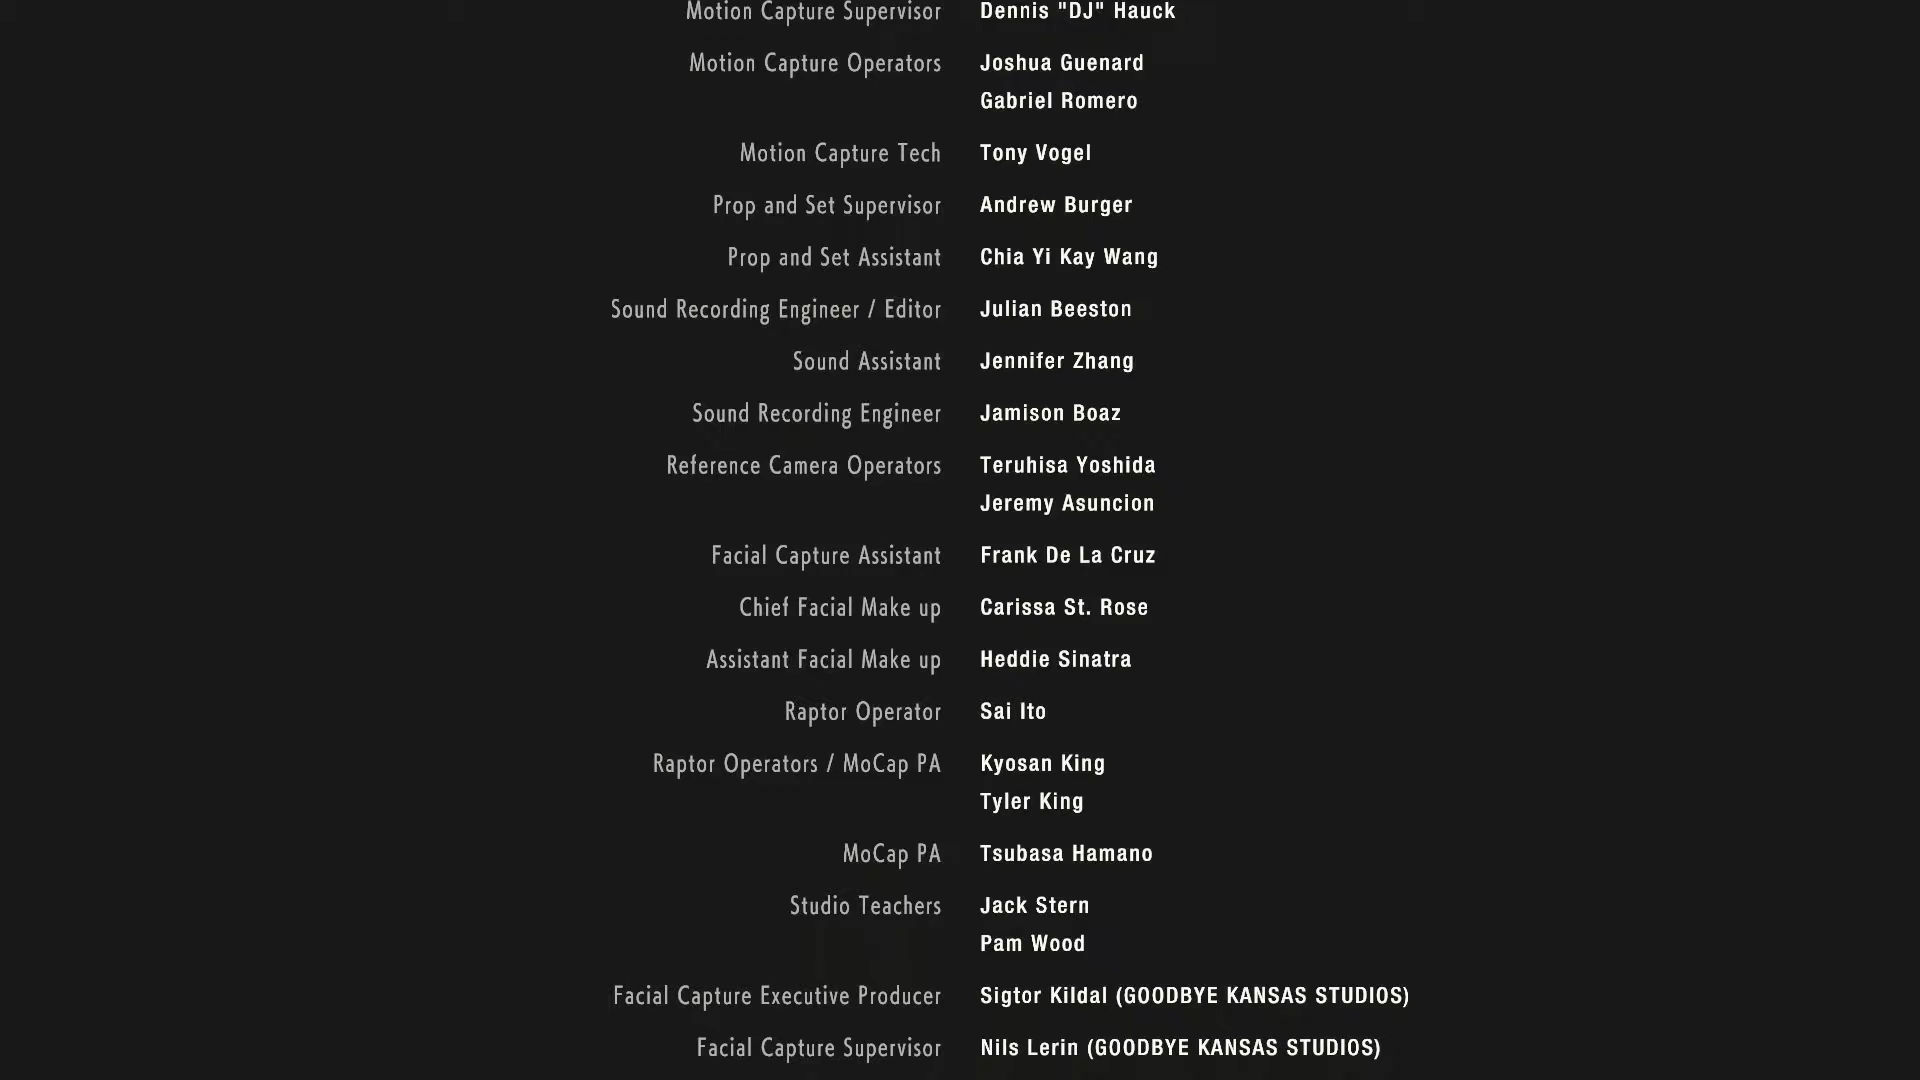 Motion Capture Supervisor Dennis "DJ" Hauck
Motion Capture Operators Joshua Guenard
Gabriel Romero
Motion Capture Tech Tony Vogel
Prop and Set Supervisor Andrew Burger
Prop and Set Assistant Chia Yi Kay Wang
Sound Recording Engineer / Editor Julian Beeston
Sound Assistant Jennifer Zhang
Sound Recording Engineer Jamison Boaz
Reference Camera Operators Teruhisa Yoshida
Jeremy Asuncion
Facial Capture Assistant Frank De La Cruz
Chief Facial Make up Carissa St. Rose
Assistant Facial Make up Heddie Sinatra
Raptor Operator Sai Ito
Raptor Operators / MoCap PA Kyosan King
Tyler King
MoCap PA Tsubasa Hamano
Studio Teachers Jack Stern
Pam Wood
Facial Capture Executive Producer Sigtor Kildal (GOODBYE KANSAS STUDIOS)
Facial Capture Supervisor Nils Lerin (GOODBYE KANSAS STUDIOS)